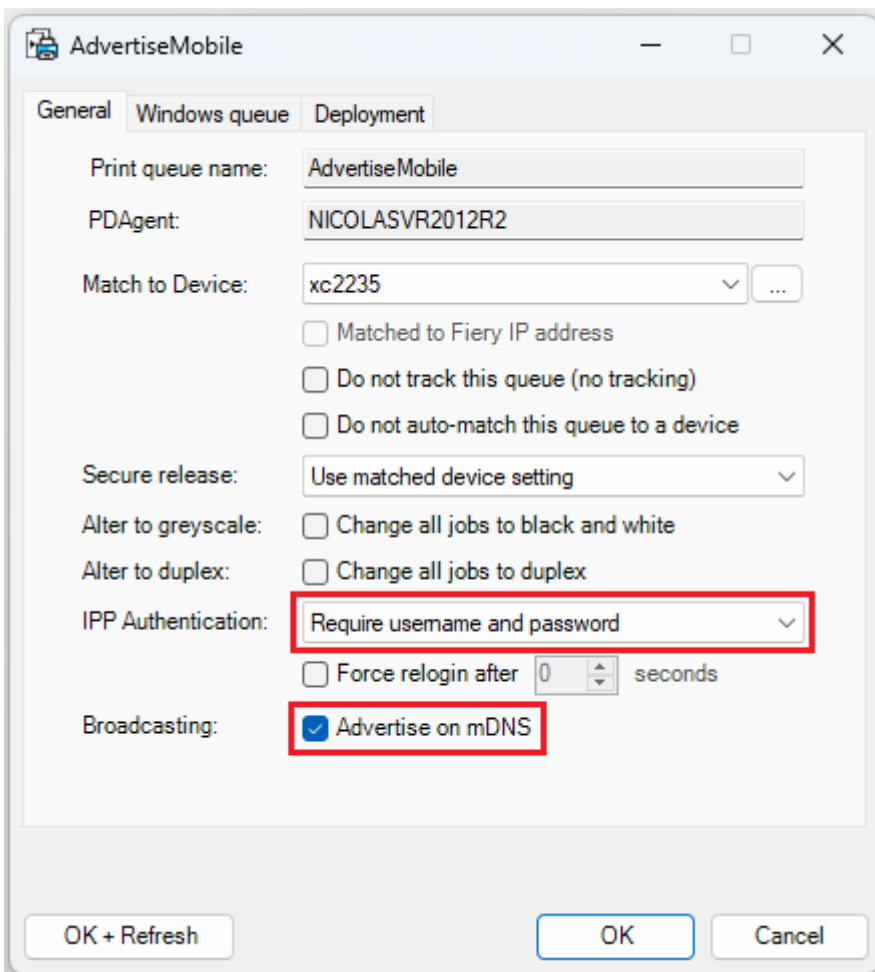 AdvertiseMobile
General Windows queue Deployment
Print queue name: AdvertiseMobile
PDAgent: NICOLASVR2012R2
Match to Device: xc2235 ...
Matched to Fiery IP address
Do not track this queue (no tracking)
Do not auto-match this queue to a device
Secure release: Use matched device setting
Alter to greyscale: Change all jobs to black and white
Alter to duplex: Change all jobs to duplex
IPP Authentication: Require username and password
Force relogin after 0 seconds
Broadcasting: Advertise on mDNS
OK + Refresh OK Cancel